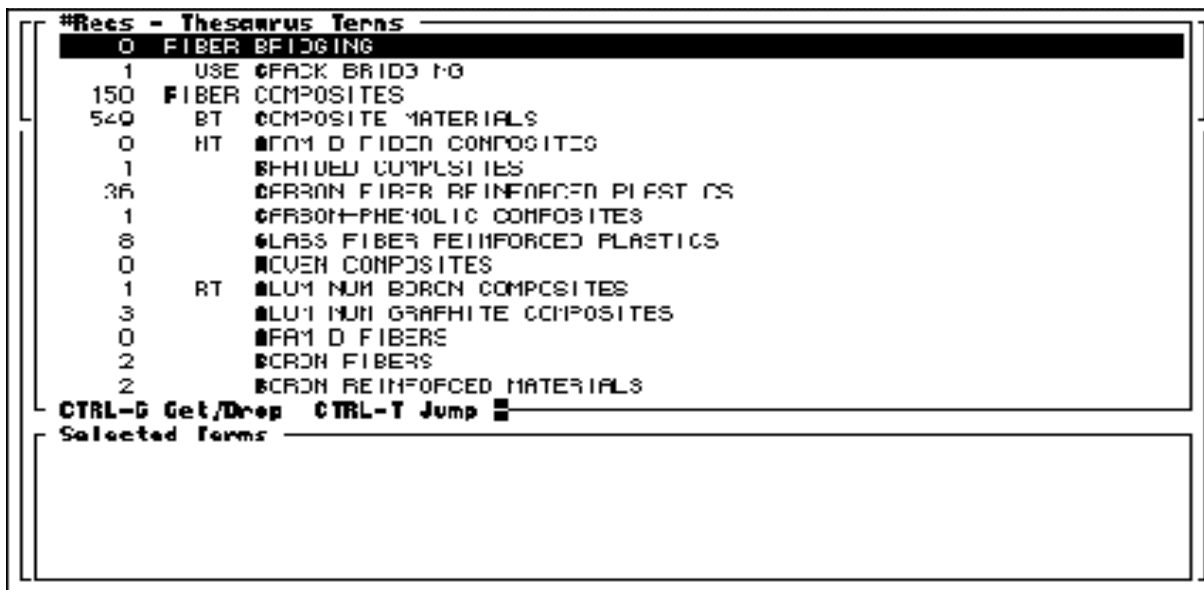 #Recs - Thesaurus Terms
0 FIBER BRIDGING
1 USE CRACK BRIDGING
150 FIBER COMPOSITES
549 BT COMPOSITE MATERIALS
0 NT ARAMID FIBER COMPOSITES
1 BRAIDED COMPOSITES
36 CARBON FIBER REINFORCED PLASTICS
1 CARBON-PHENOLIC COMPOSITES
8 GLASS FIBER REINFORCED PLASTICS
0 WOVEN COMPOSITES
1 RT ALUMINUM BORON COMPOSITES
3 ALUMINUM GRAPHITE COMPOSITES
0 ARAMID FIBERS
2 BORON FIBERS
2 BORON REINFORCED MATERIALS
CTRL-G Get/Drop CTRL-T Jump
Selected Terms